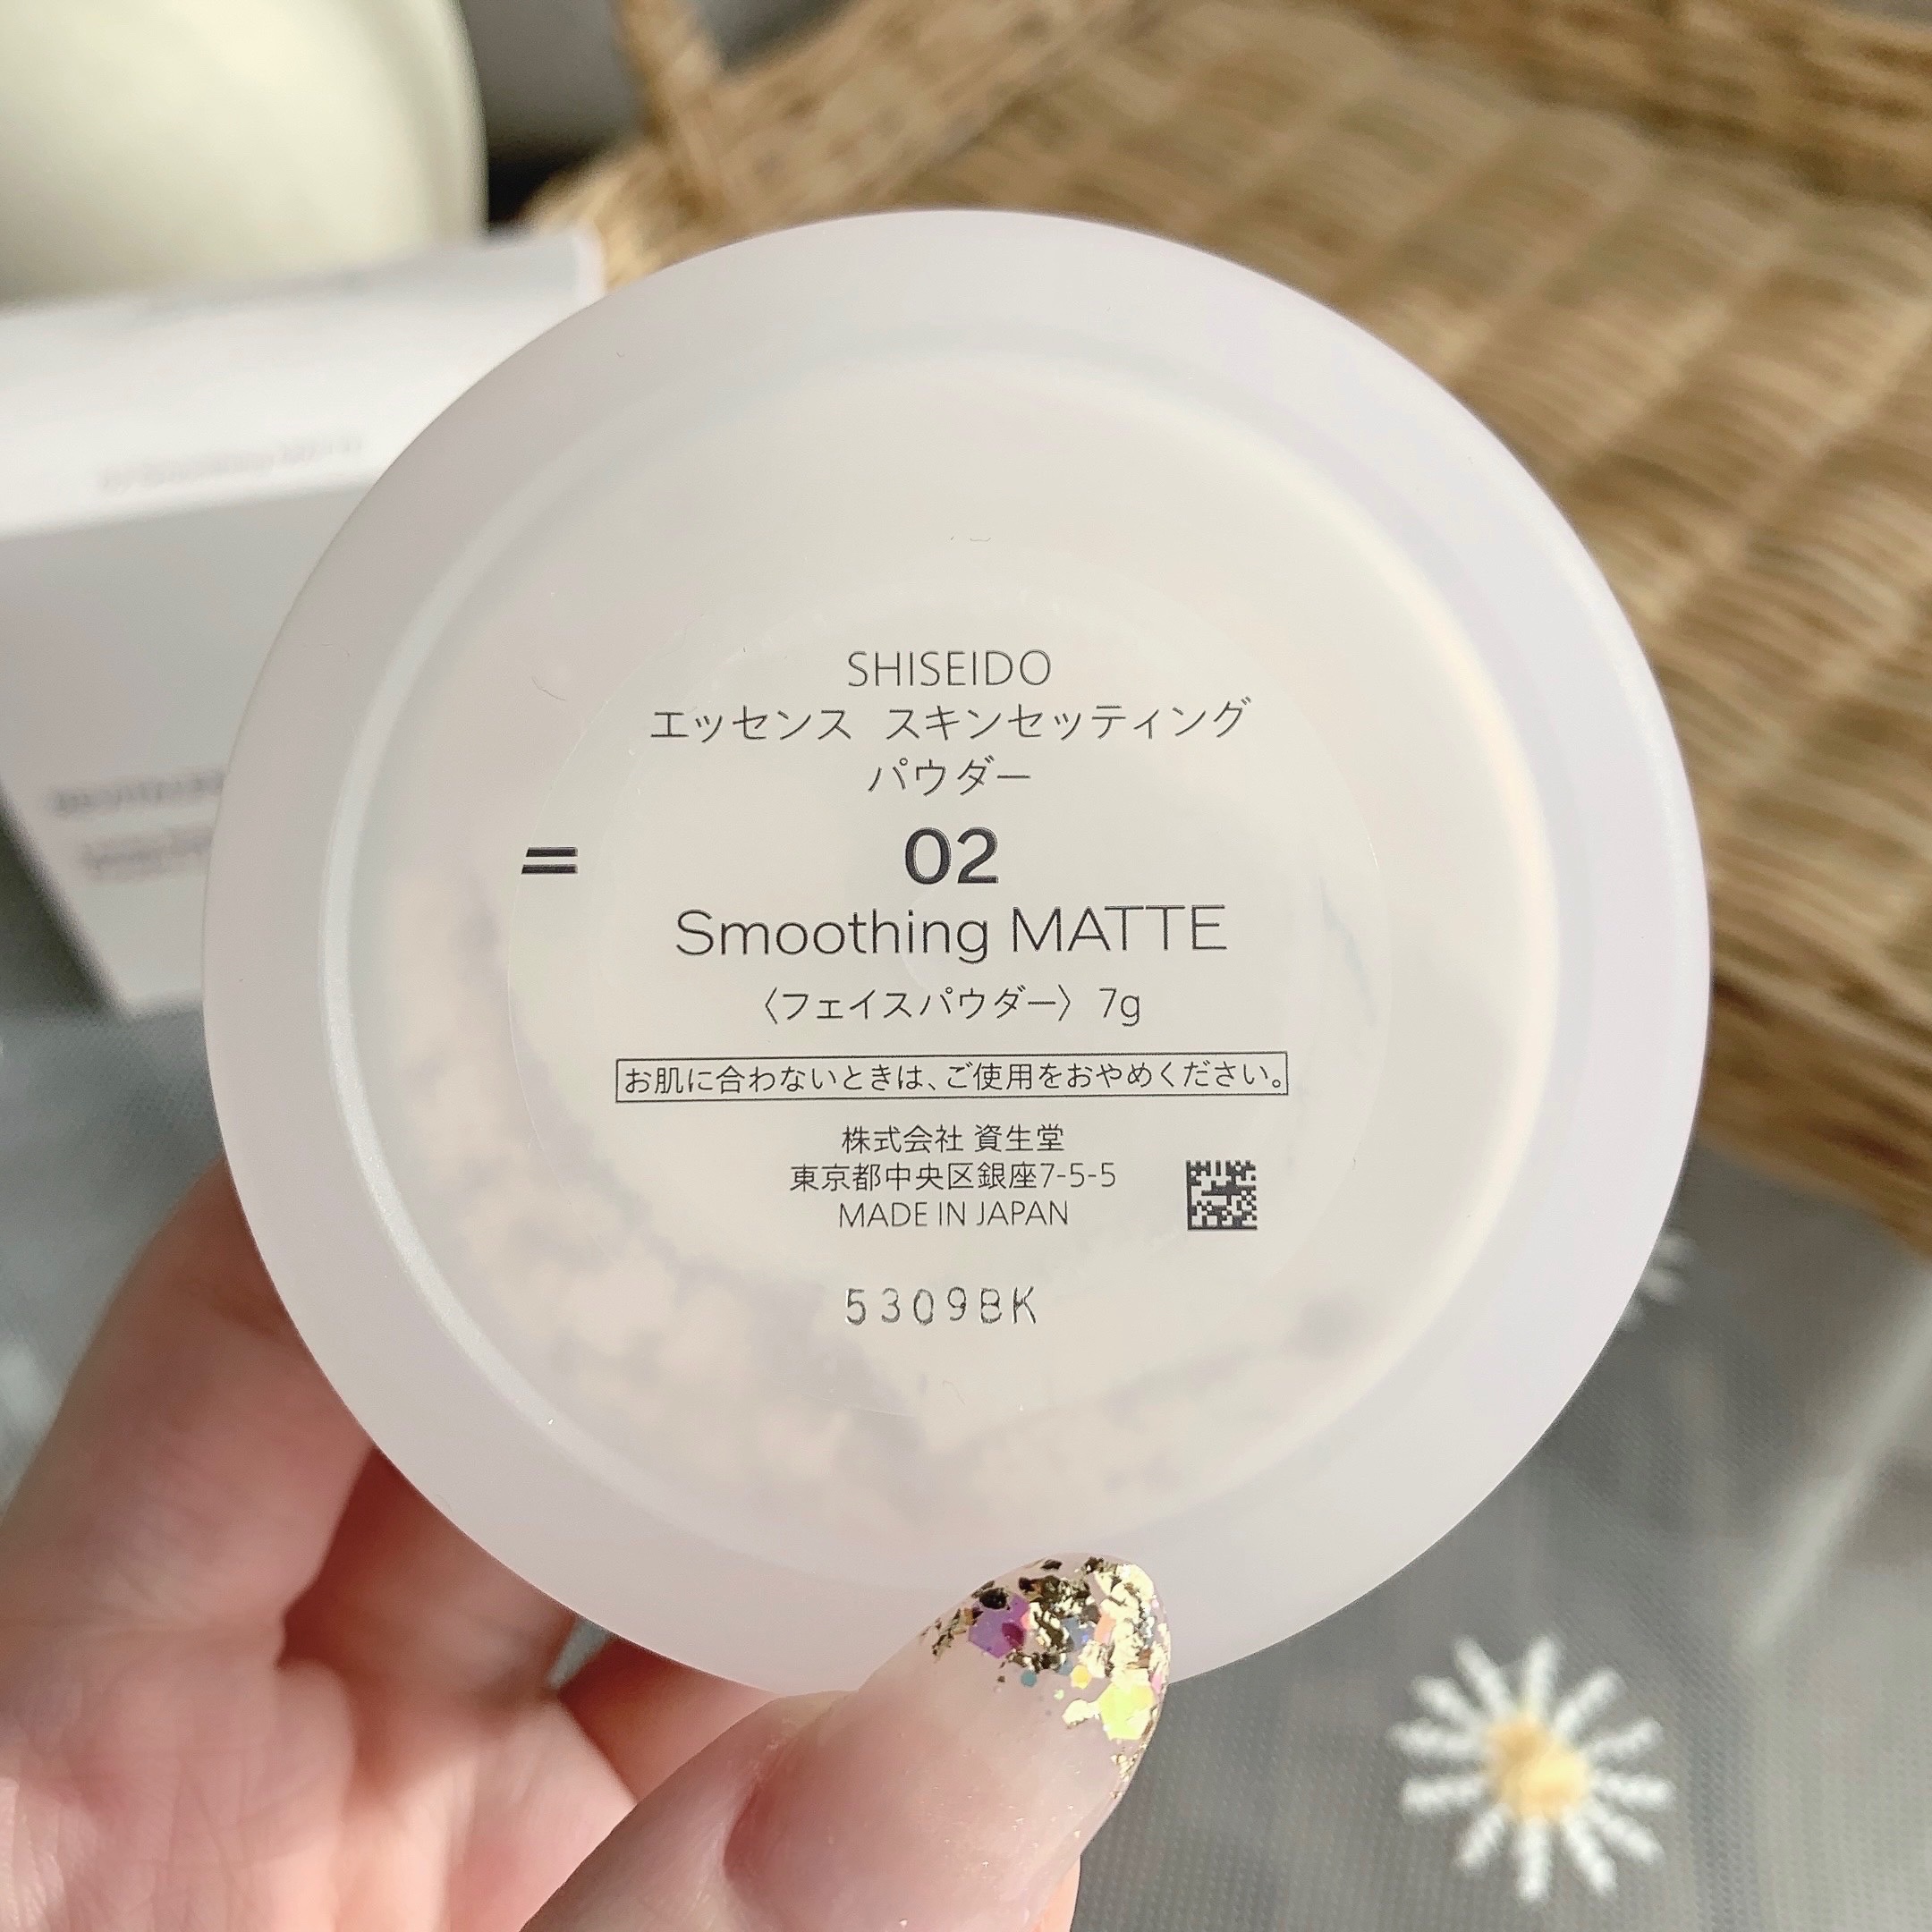 SHISEIDO
エッセンス スキンセッティング
パウダー
= 02
Smoothing MATTE
〈フェイスパウダー〉 7g
お肌に合わないときは、ご使用をおやめください。
株式会社 資生堂
東京都中央区銀座7-5-5
MADE IN JAPAN
5309BK